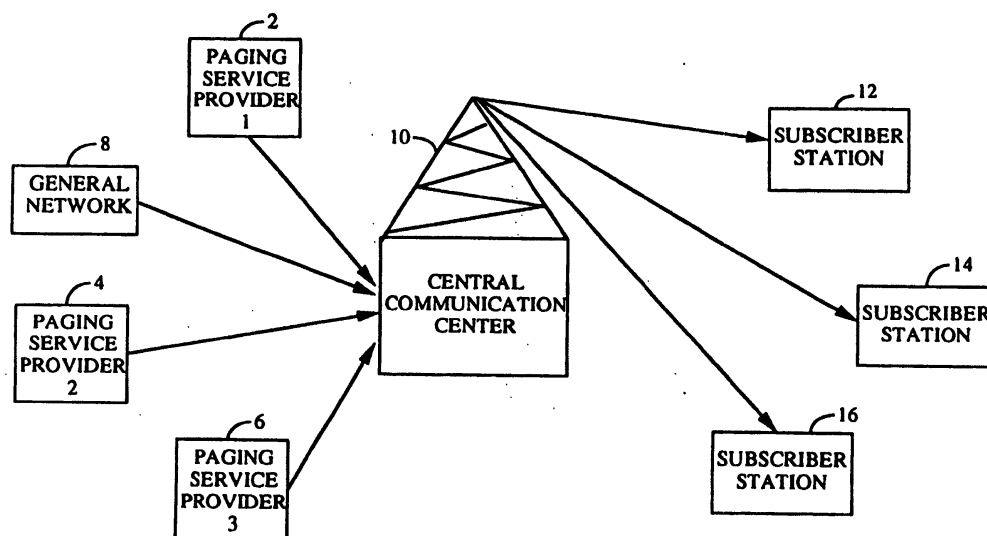 2
PAGING
SERVICE
PROVIDER
1
8
GENERAL
NETWORK
4
PAGING
SERVICE
PROVIDER
2
6
PAGING
SERVICE
PROVIDER
3
10
CENTRAL
COMMUNICATION
CENTER
12
SUBSCRIBER
STATION
14
SUBSCRIBER
STATION
16
SUBSCRIBER
STATION